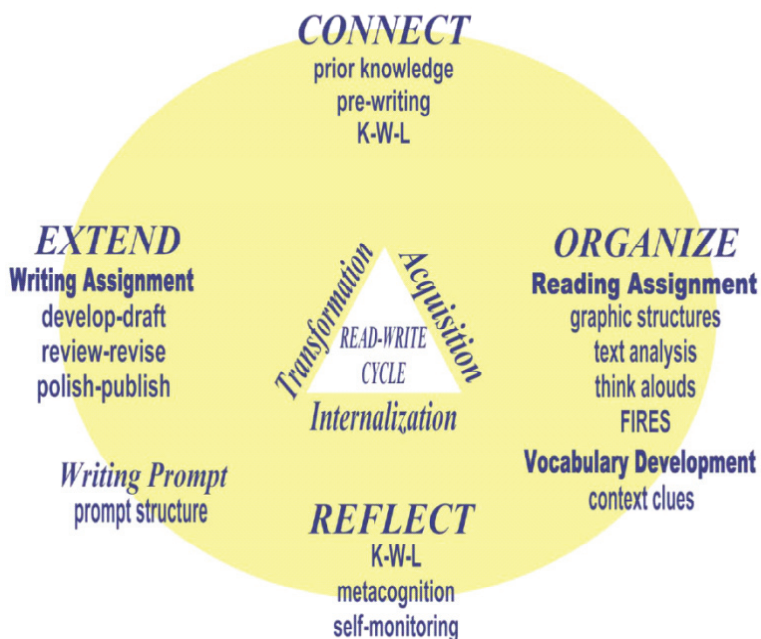 CONNECT
prior knowledge
pre-writing
K-W-L
EXTEND
Writing Assignment
develop-draft
review-revise
polish-publish
Writing Prompt
prompt structure
Transformation
Acquisition
READ-WRITE
CYCLE
Internalization
ORGANIZE
Reading Assignment
graphic structures
text analysis
think alouds
FIRES
Vocabulary Development
context clues
REFLECT
K-W-L
metacognition
self-monitoring